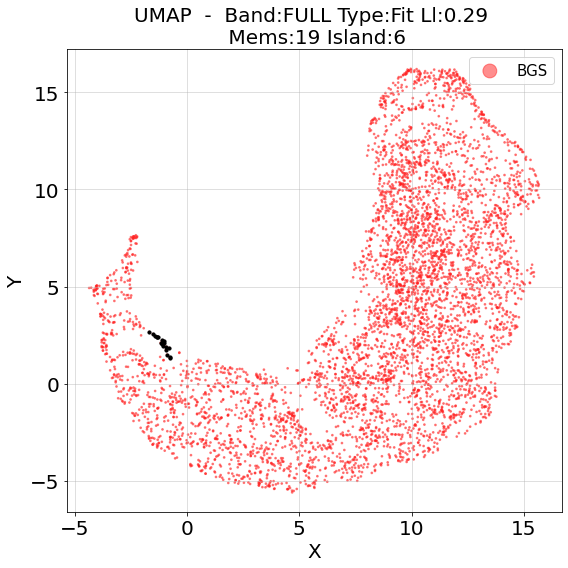 UMAP  -  Band:FULL Type:Fit Ll:0.29
Mems:19 Island:6
BGS
15
10
5
0
−5
Y
−5 0 5 10 15
X